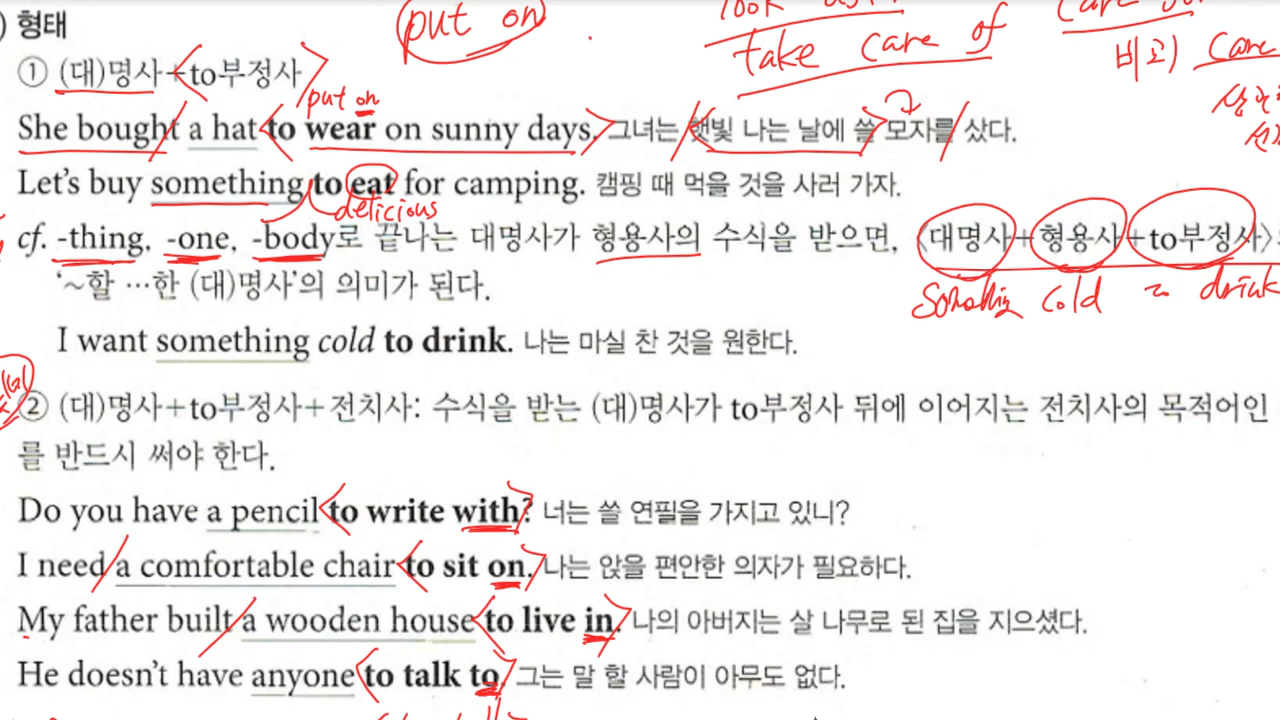 ) 형태
put on
take care of
비교) Care
① (대)명사+to부정사
put on
She bought a hat to wear on sunny days. 그녀는 햇빛 나는 날에 쓸 모자를 샀다.
Let's buy something to eat for camping. 캠핑 때 먹을 것을 사러 가자.
delicious
cf. -thing, -one, -body로 끝나는 대명사가 형용사의 수식을 받으면, 〈대명사+형용사+to부정사〉
'~할 …한 (대)명사'의 의미가 된다.
Something cold to drink
I want something cold to drink. 나는 마실 찬 것을 원한다.
② (대)명사+to부정사+전치사: 수식을 받는 (대)명사가 to부정사 뒤에 이어지는 전치사의 목적어인
를 반드시 써야 한다.
Do you have a pencil to write with? 너는 쓸 연필을 가지고 있니?
I need a comfortable chair to sit on. 나는 앉을 편안한 의자가 필요하다.
My father built a wooden house to live in. 나의 아버지는 살 나무로 된 집을 지으셨다.
He doesn't have anyone to talk to. 그는 말 할 사람이 아무도 없다.